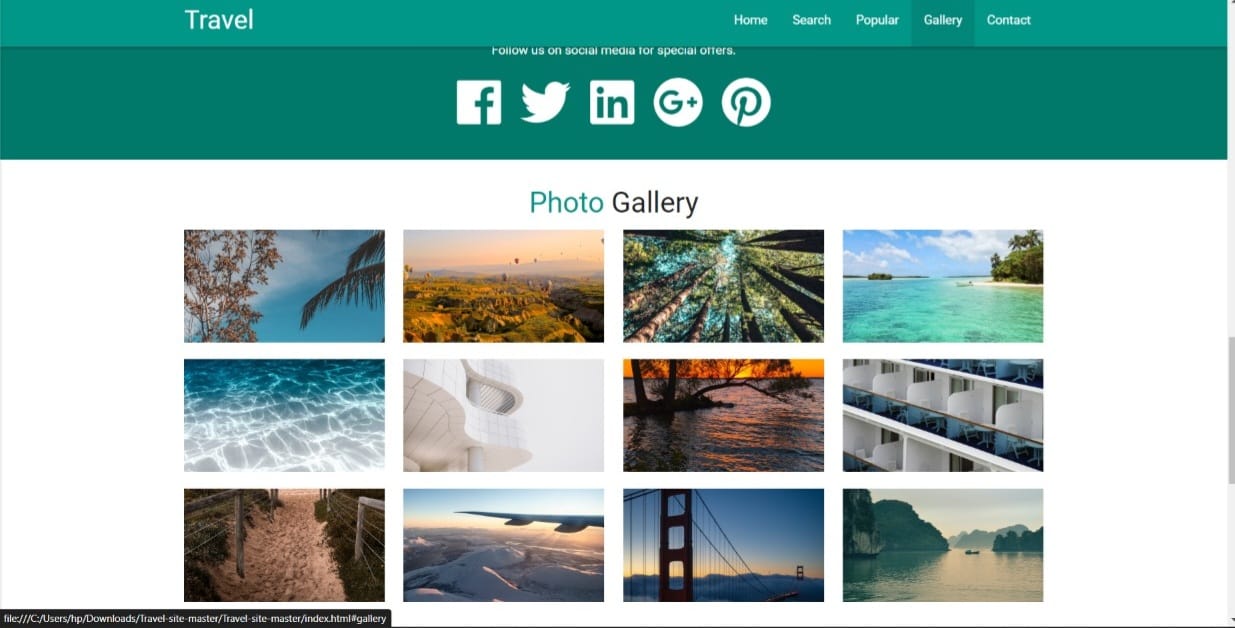 Travel
Home Search Popular Gallery Contact
Follow us on social media for special offers.
in
G+
Photo Gallery
file:///C:/Users/hp/Downloads/Travel-site-master/Travel-site-master/index.html#gallery